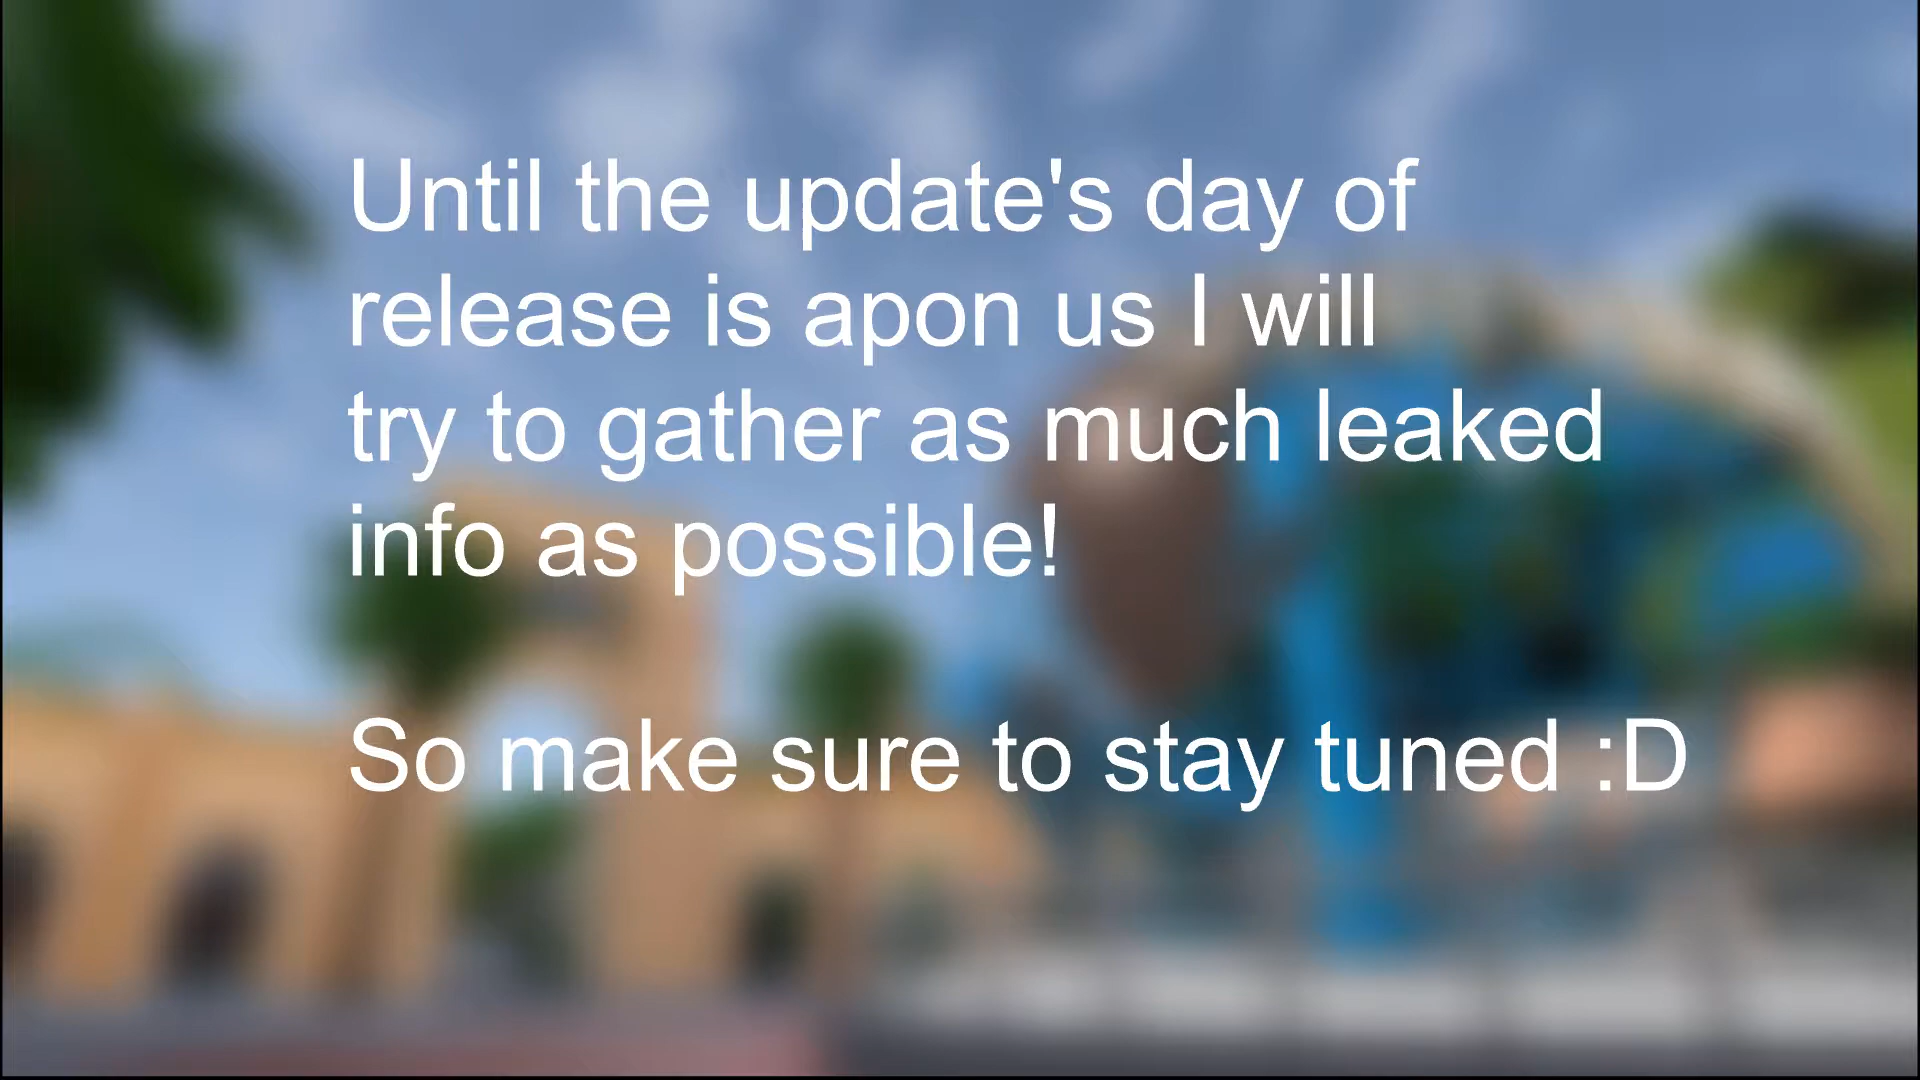 Until the update's day of
release is apon us I will
try to gather as much leaked
info as possible!
So make sure to stay tuned :D